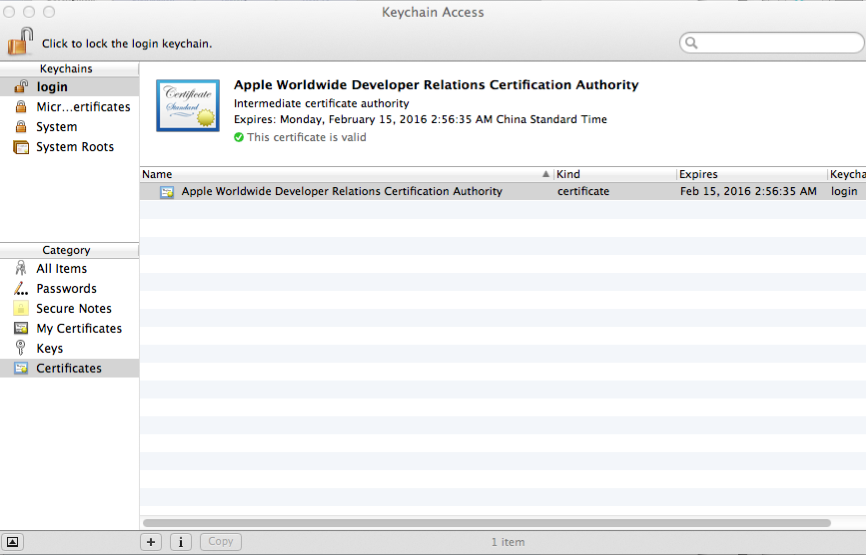 Keychain Access
Click to lock the login keychain.
Keychains
login
Micr...ertificates
System
System Roots
Certificate
Standard
Apple Worldwide Developer Relations Certification Authority
Intermediate certificate authority
Expires: Monday, February 15, 2016 2:56:35 AM China Standard Time
This certificate is valid
Name Kind Expires Keycha
Apple Worldwide Developer Relations Certification Authority certificate Feb 15, 2016 2:56:35 AM login
Category
All Items
Passwords
Secure Notes
My Certificates
Keys
Certificates
+ i Copy 1 item